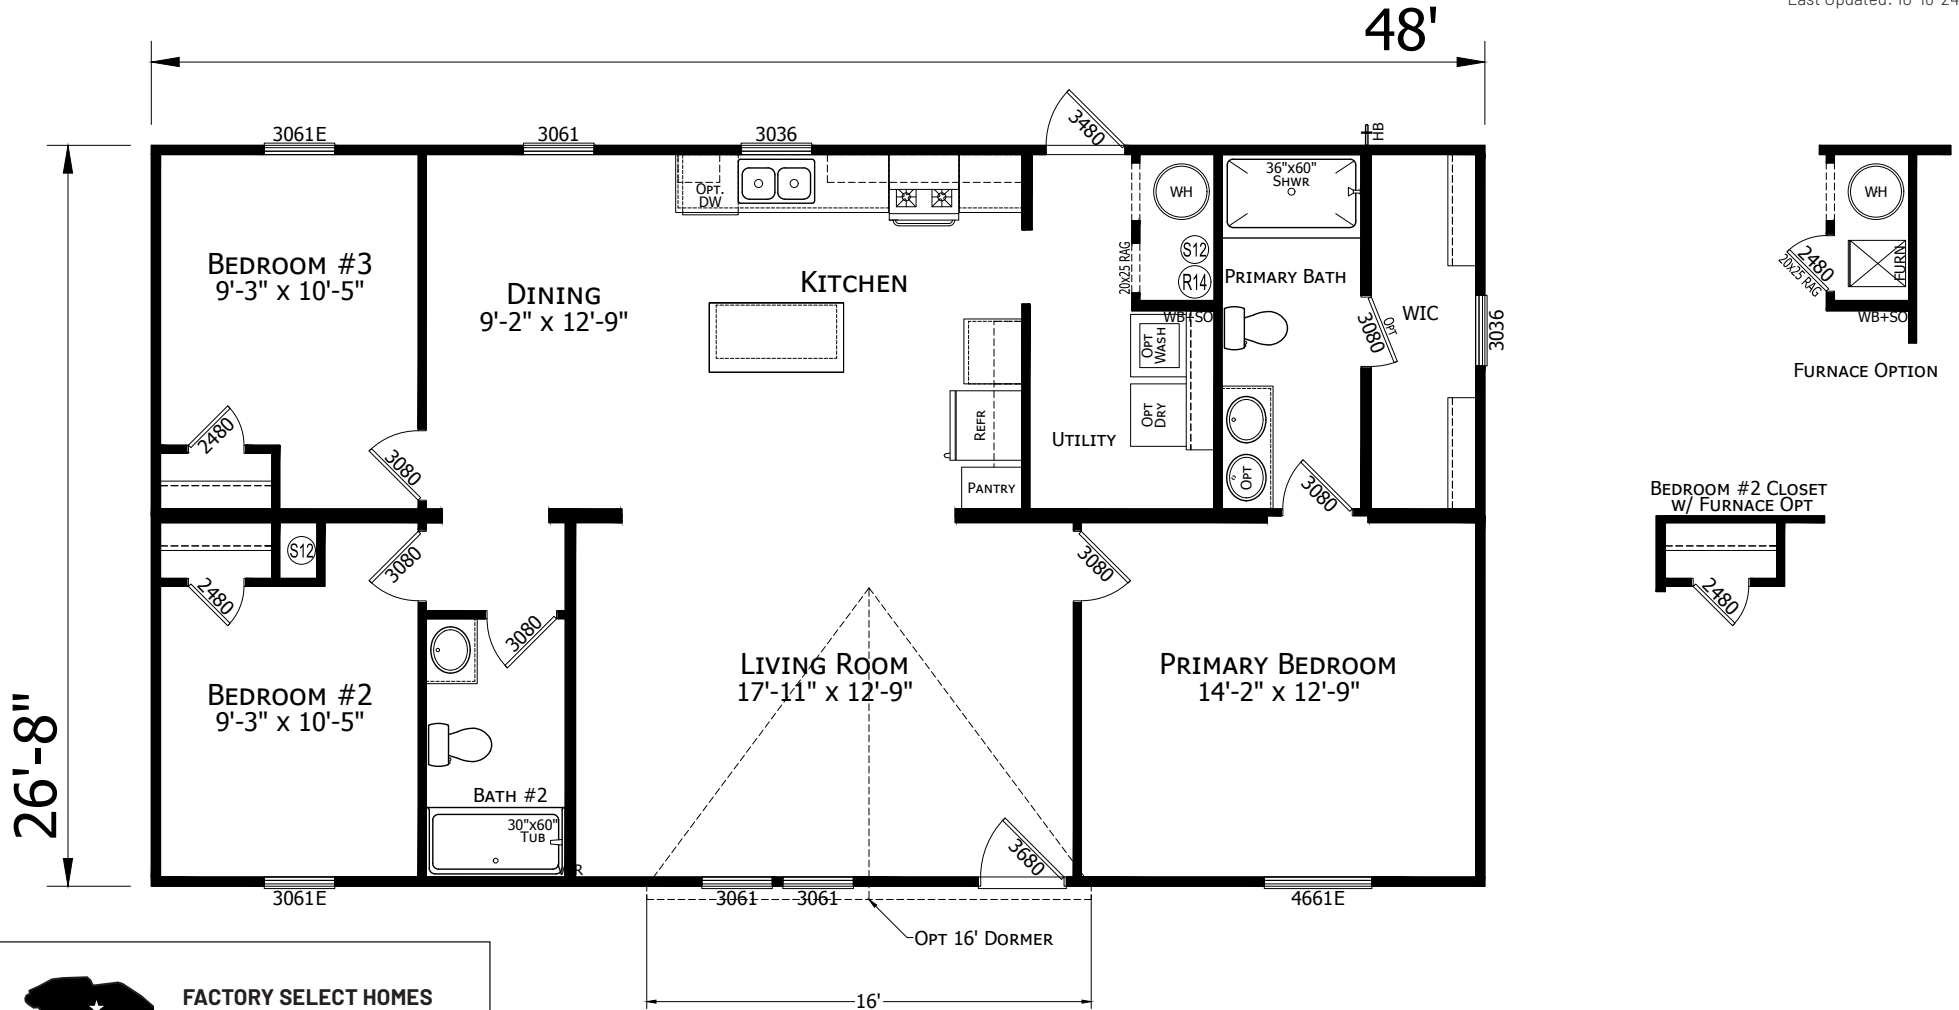 Last Updated: 10-18-24
48'
3061E
3061
3036
3480
HB
26'-8"
BEDROOM #3
9'-3" X 10'-5"
DINING
9'-2" X 12'-9"
OPT.
DW
KITCHEN
REFR
PANTRY
WH
S12
R14
20x25 RAG
WB+SO
OPT
WASH
OPT
DRY
UTILITY
36"x60"
SHWR
PRIMARY BATH
OPT
3080
OPT
3080
WIC
3036
2480
3080
2480
S12
3080
3080
BEDROOM #2
9'-3" X 10'-5"
BATH #2
30"x60"
TUB
LIVING ROOM
17'-11" X 12'-9"
3080
PRIMARY BEDROOM
14'-2" X 12'-9"
3680
3061E
3061
3061
4661E
OPT 16' DORMER
16'
WH
FURN
2480
20x25 RAG
WB+SO
FURNACE OPTION
BEDROOM #2 CLOSET
W/ FURNACE OPT
2480
FACTORY SELECT HOMES